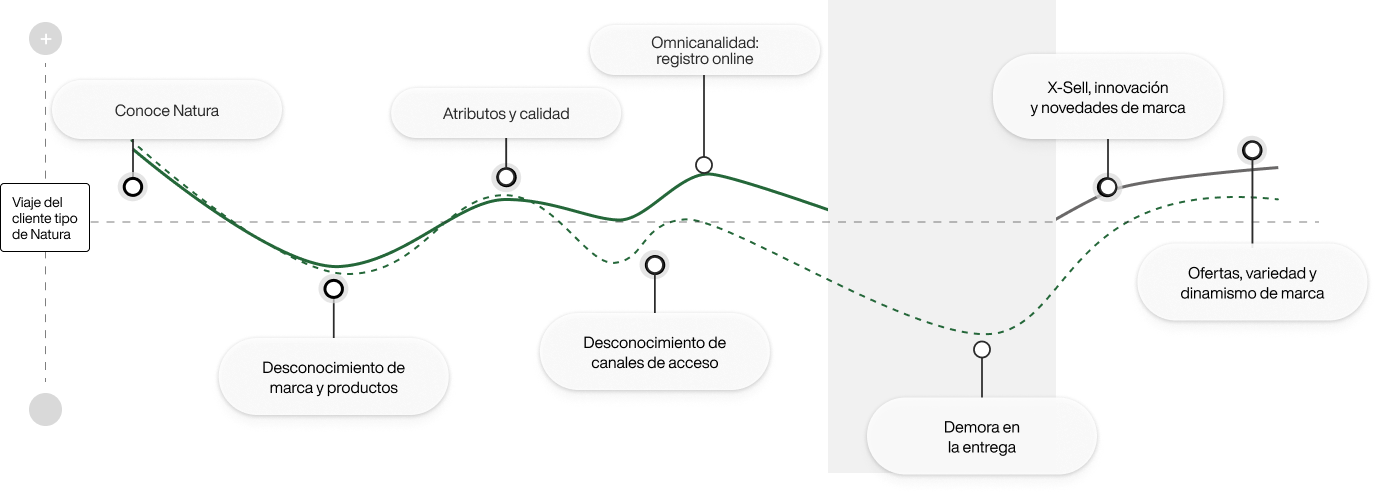 +
Conoce Natura
Atributos y calidad
Omnicanalidad:
registro online
X-Sell, innovación
y novedades de marca
Viaje del
cliente tipo
de Natura
Desconocimiento de
marca y productos
Desconocimiento de
canales de acceso
Demora en
la entrega
Ofertas, variedad y
dinamismo de marca